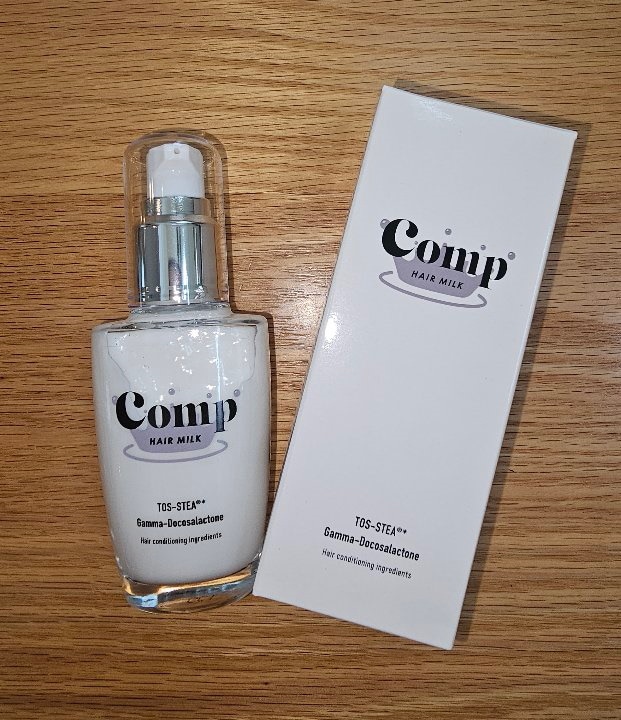 Comp
HAIR MILK
TOS-STEA®*
Gamma-Docosalactone
Hair conditioning ingredients
Comp
HAIR MILK
TOS-STEA®*
Gamma-Docosalactone
Hair conditioning ingredients